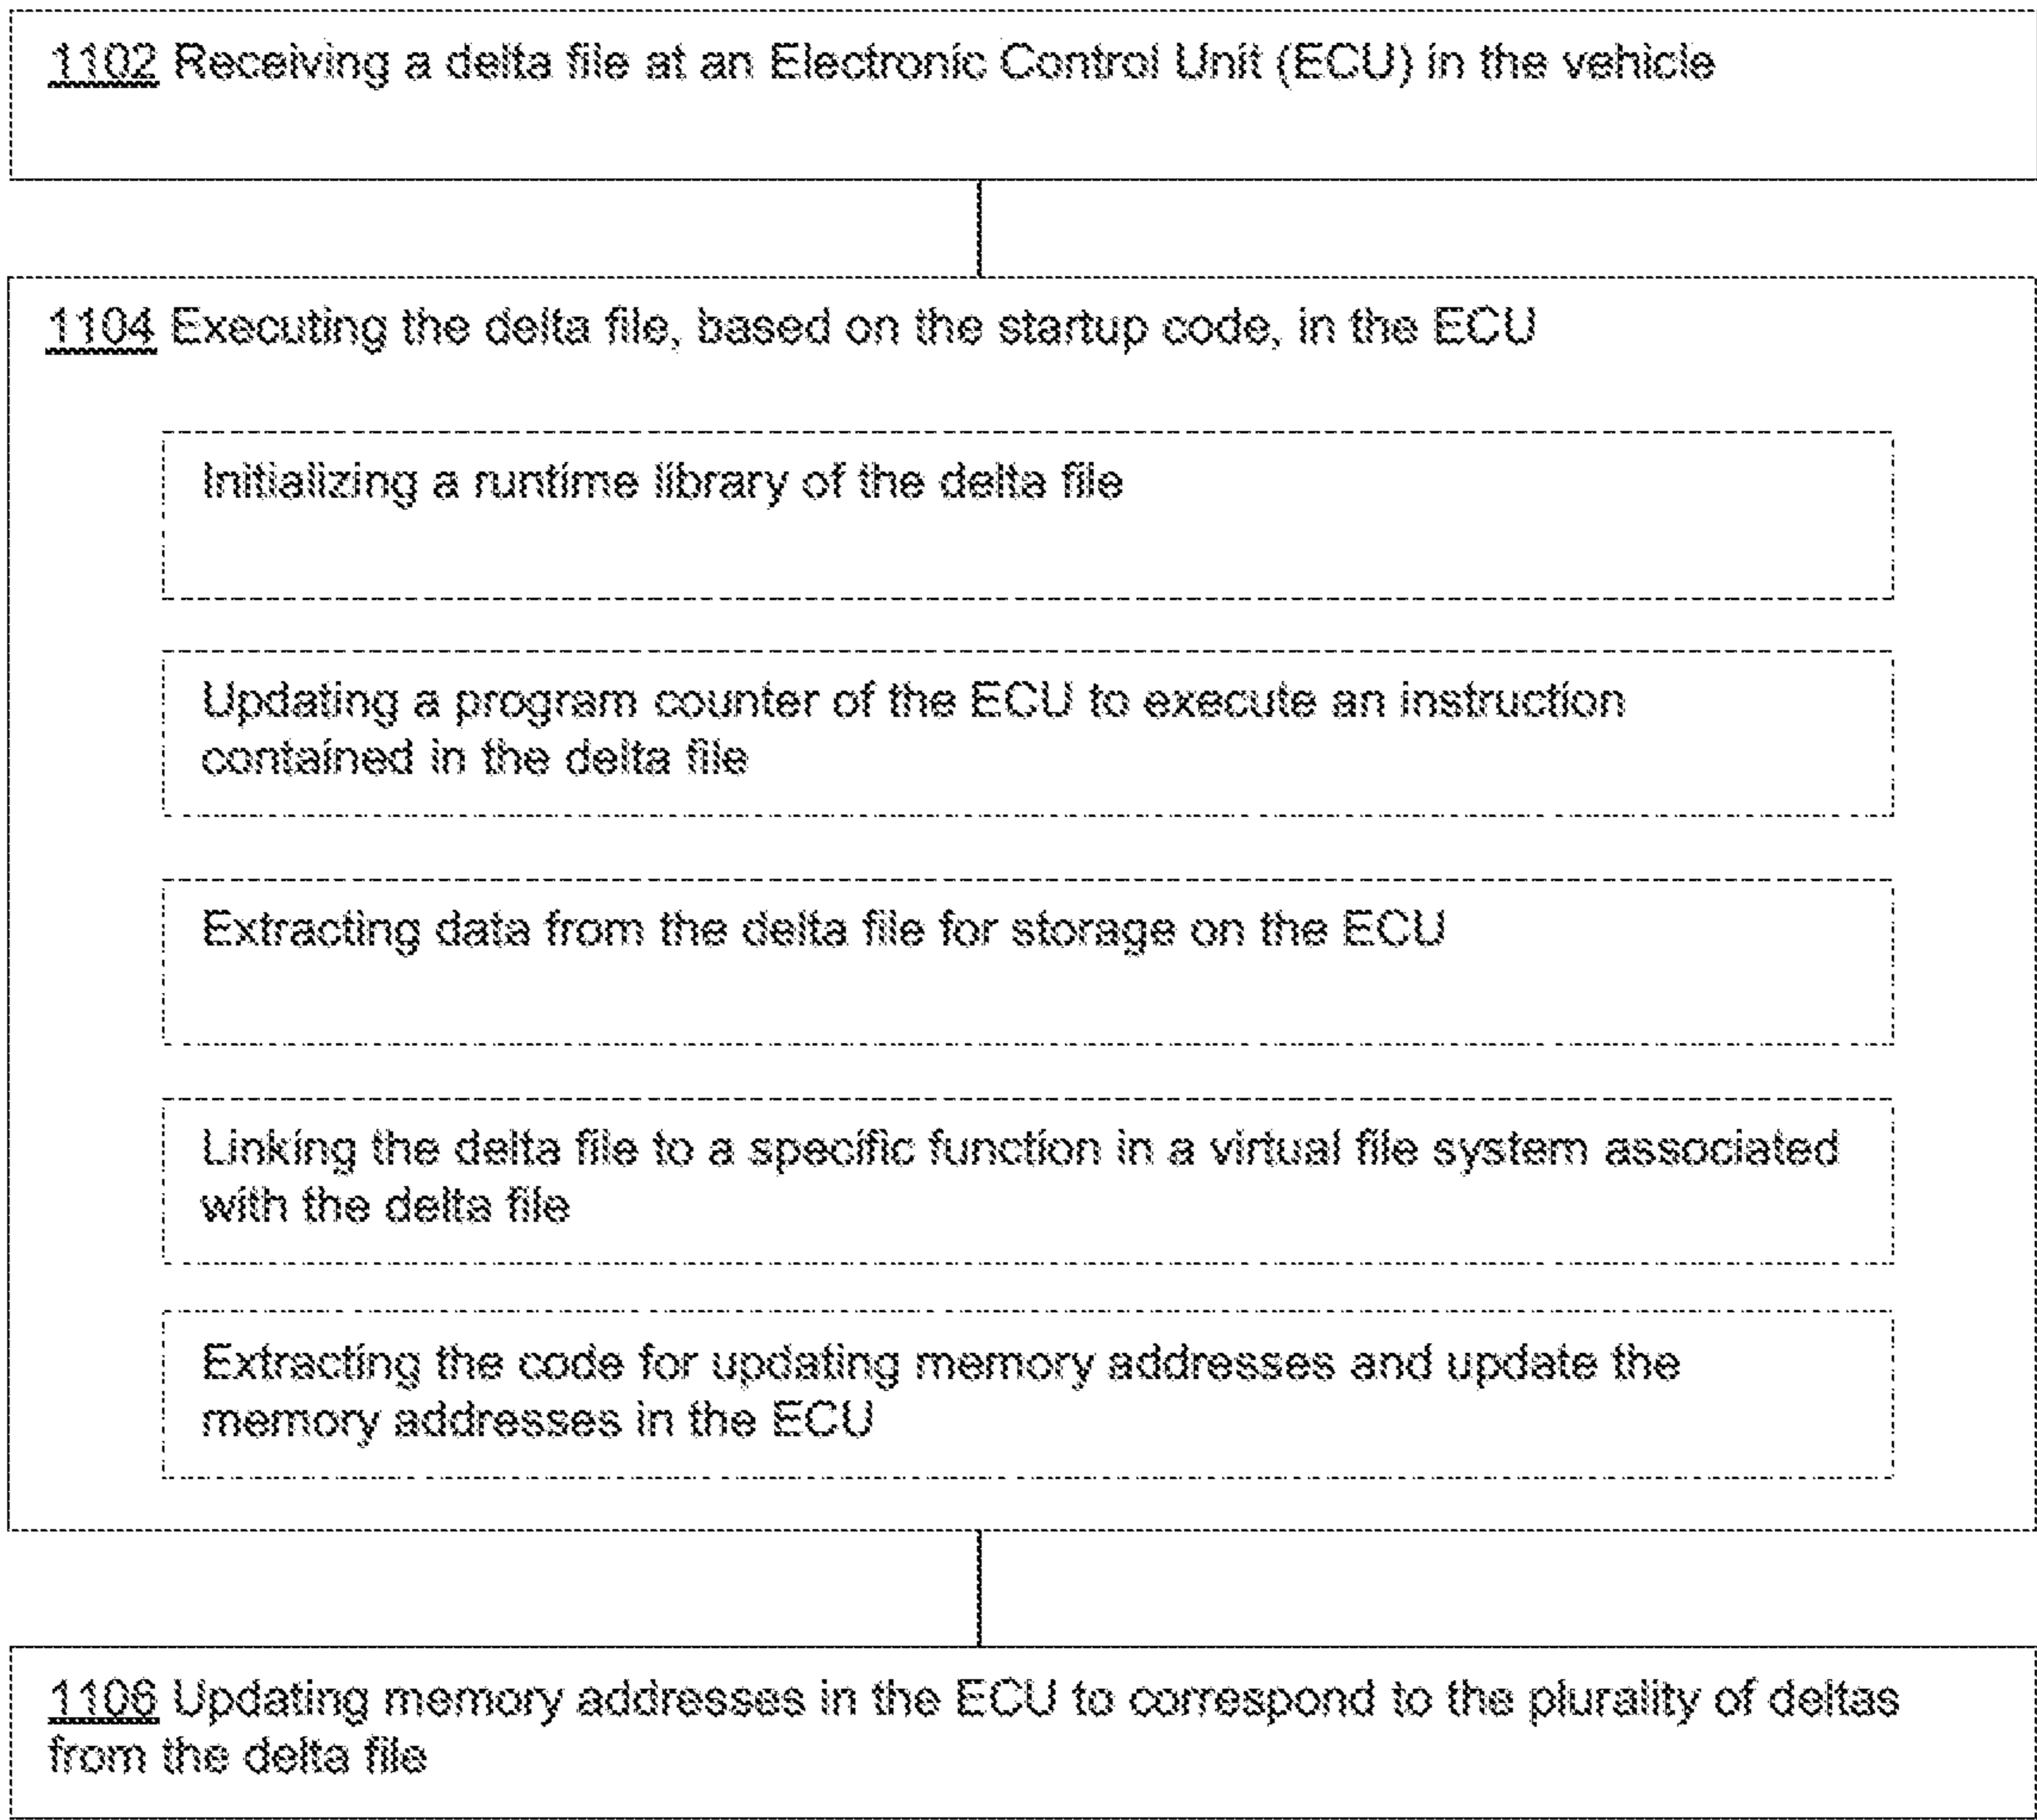 1102 Receiving a delta file at an Electronic Control Unit (ECU) in the vehicle
1104 Executing the delta file, based on the startup code, in the ECU
Initializing a runtime library of the delta file
Updating a program counter of the ECU to execute an instruction
contained in the delta file
Extracting data from the delta file for storage on the ECU
Linking the delta file to a specific function in a virtual file system associated
with the delta file
Extracting the code for updating memory addresses and update the
memory addresses in the ECU
1106 Updating memory addresses in the ECU to correspond to the plurality of deltas
from the delta file